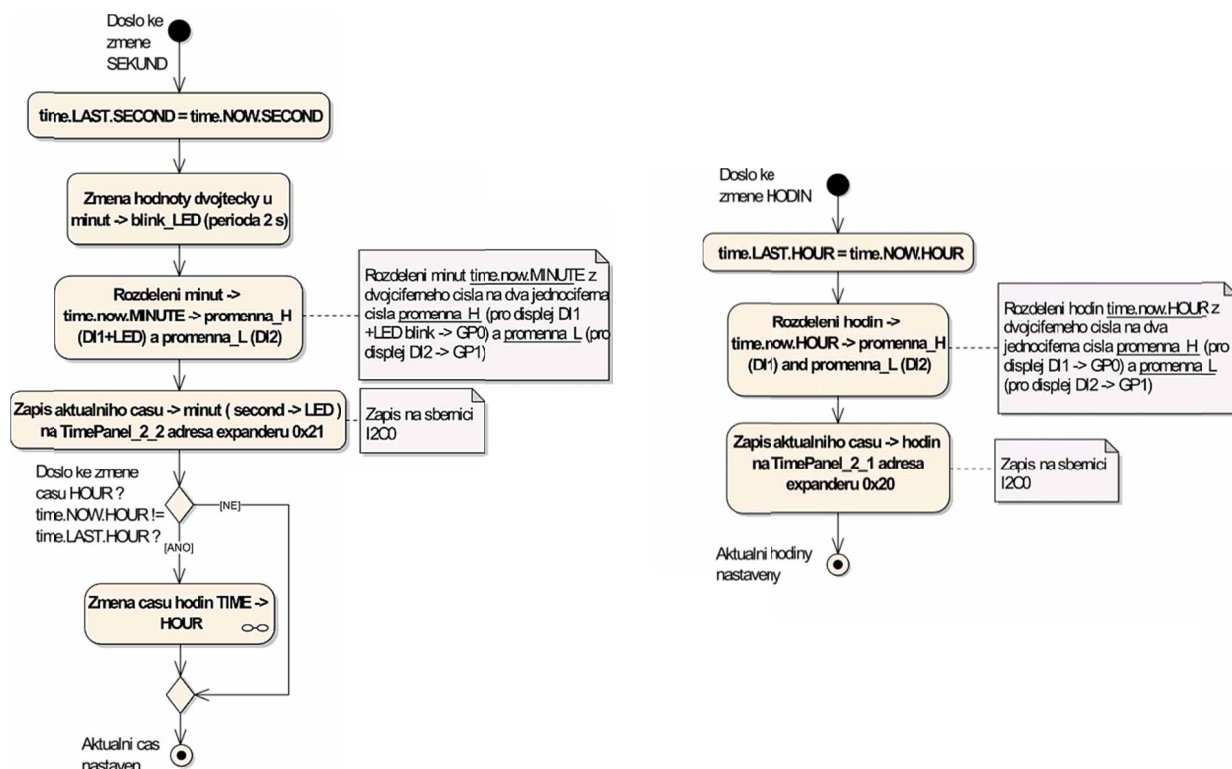 Doslo ke
zmene
SEKUND
time.LAST.SECOND = time.NOW.SECOND
Zmena hodnoty dvojtecky u
minut -> blink_LED (perioda 2 s)
Rozdeleni minut ->
time.now.MINUTE -> promenna_H
(DI1+LED) a promenna_L (DI2)
Rozdeleni minut time.now.MINUTE z
dvojciferneho cisla na dva jednociferna
cisla promenna_H (pro displej DI1
+LED blink -> GP0) a promenna_L (pro
displej DI2 -> GP1)
Zapis aktualniho casu -> minut ( second -> LED )
na TimePanel_2_2 adresa expanderu 0x21
Zapis na sbernici
I2C0
Doslo ke zmene
casu HOUR ?
time.NOW.HOUR !=
time.LAST.HOUR ?
[NE]
[ANO]
Zmena casu hodin TIME ->
HOUR
Aktualni cas
nastaven
Doslo ke
zmene HODIN
time.LAST.HOUR = time.NOW.HOUR
Rozdeleni hodin ->
time.now.HOUR -> promenna_H
(DI1) and promenna_L (DI2)
Rozdeleni hodin time.now.HOUR z
dvojciferneho cisla na dva
jednociferna cisla promenna_H (pro
displej DI1 -> GP0) a promenna_L
(pro displej DI2 -> GP1)
Zapis aktualniho casu -> hodin
na TimePanel_2_1 adresa
expanderu 0x20
Zapis na sbernici
I2C0
Aktualni hodiny
nastaveny